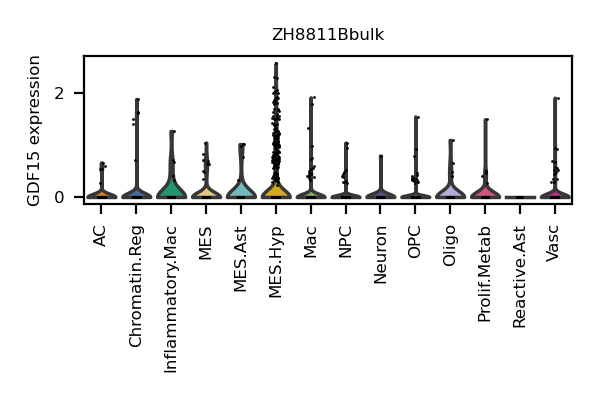 ZH8811Bbulk
GDF15 expression
2
0
AC
Chromatin.Reg
Inflammatory.Mac
MES
MES.Ast
MES.Hyp
Mac
NPC
Neuron
OPC
Oligo
Prolif.Metab
Reactive.Ast
Vasc